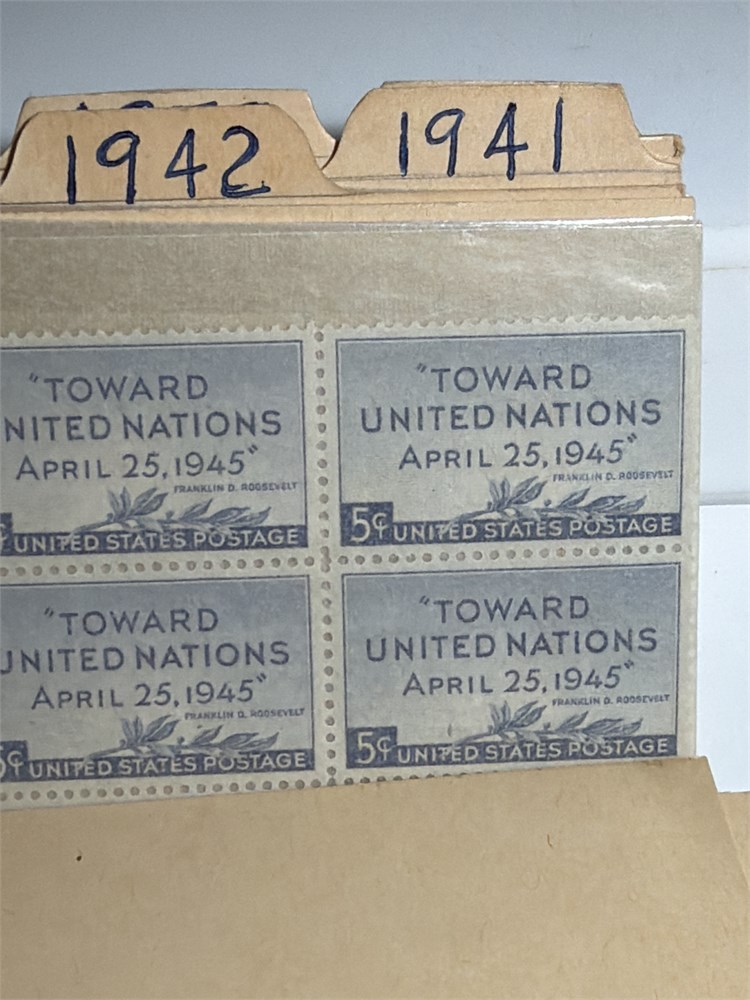 1942
1941
"TOWARD
NITED NATIONS
APRIL 25, 1945"
FRANKLIN D. ROOSEVELT
UNITED STATES POSTAGE
"TOWARD
UNITED NATIONS
APRIL 25, 1945"
FRANKLIN D. ROOSEVELT
5¢ UNITED STATES POSTAGE
"TOWARD
UNITED NATIONS
APRIL 25, 1945"
FRANKLIN D. ROOSEVELT
5¢ UNITED STATES POSTAGE
"TOWARD
UNITED NATIONS
APRIL 25, 1945"
FRANKLIN D. ROOSEVELT
5¢ UNITED STATES POSTAGE